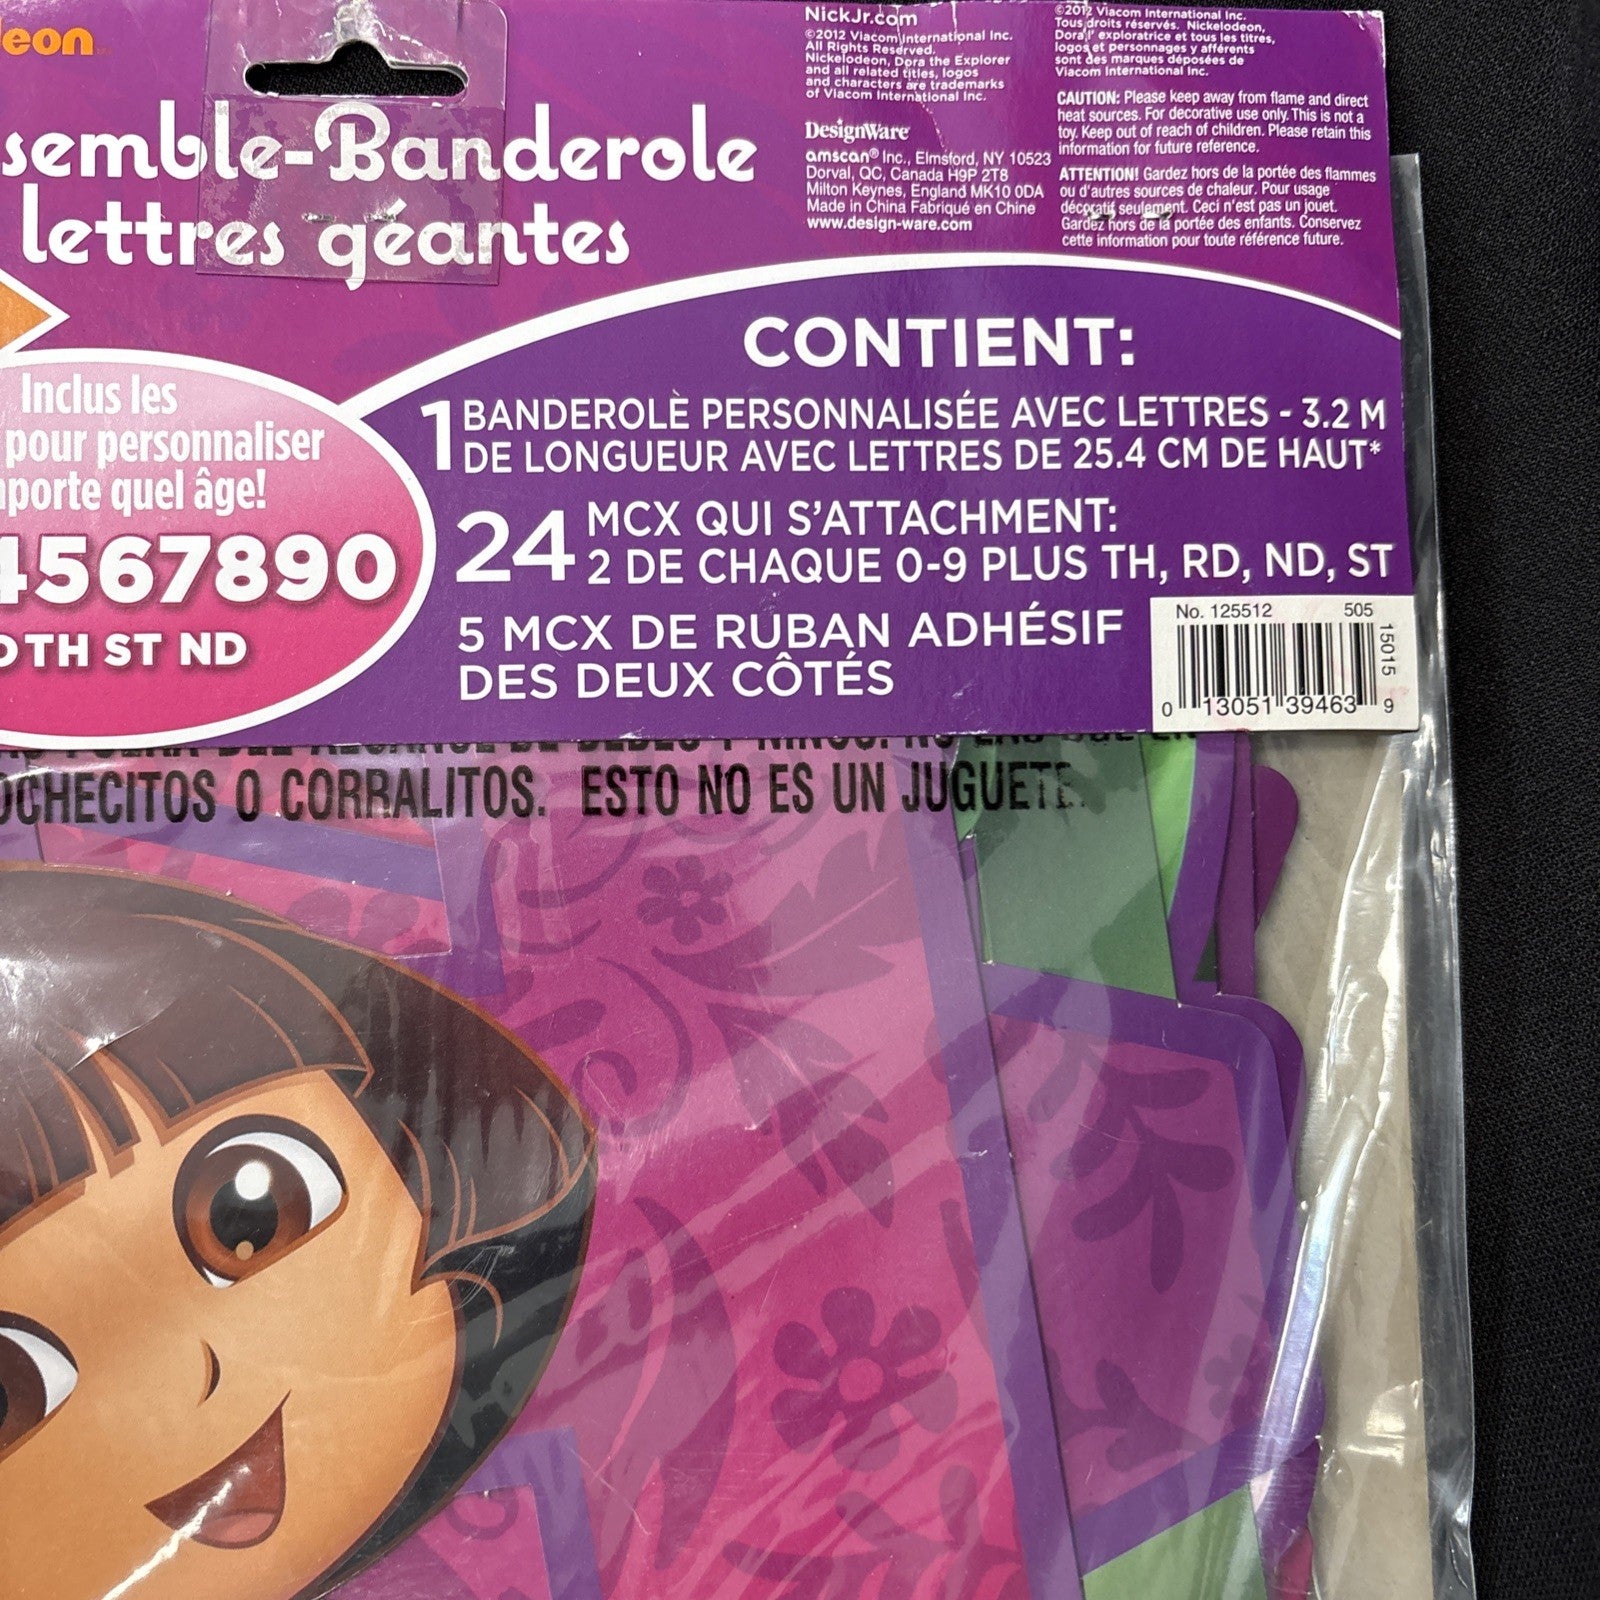 eon
semble-Banderole
lettres géantes
NickJr.com
©2012 Viacom International Inc.
All Rights Reserved.
Nickelodeon, Dora the Explorer
and all related titles, logos
and characters are trademarks
of Viacom International Inc.
DesignWare
amscan® Inc., Elmsford, NY 10523
Dorval, QC, Canada H9P 2T8
Milton Keynes, England MK10 0DA
Made in China Fabriqué en Chine
www.design-ware.com
©2012 Viacom International Inc.
Tous droits réservés. Nickelodeon,
Dora l' exploratrice et tous les titres,
logos et personnages y afférents
sont des marques déposées de
Viacom International Inc.
CAUTION: Please keep away from flame and direct
heat sources. For decorative use only. This is not a
toy. Keep out of reach of children. Please retain this
information for future reference.
ATTENTION! Gardez hors de la portée des flammes
ou d'autres sources de chaleur. Pour usage
décoratif seulement. Ceci n'est pas un jouet.
Gardez hors de la portée des enfants. Conservez
cette information pour toute référence future.
Inclus les
pour personnaliser
mporte quel âge!
4567890
D TH ST ND
CONTIENT:
1 BANDEROLÈ PERSONNALISÉE AVEC LETTRES - 3.2 M
DE LONGUEUR AVEC LETTRES DE 25.4 CM DE HAUT*
24 MCX QUI S'ATTACHMENT:
2 DE CHAQUE 0-9 PLUS TH, RD, ND, ST
5 MCX DE RUBAN ADHÉSIF
DES DEUX CÔTÉS
No. 125512 505
15015
0 13051 39463 9
OCHECITOS O CORRALITOS. ESTO NO ES UN JUGUETE.